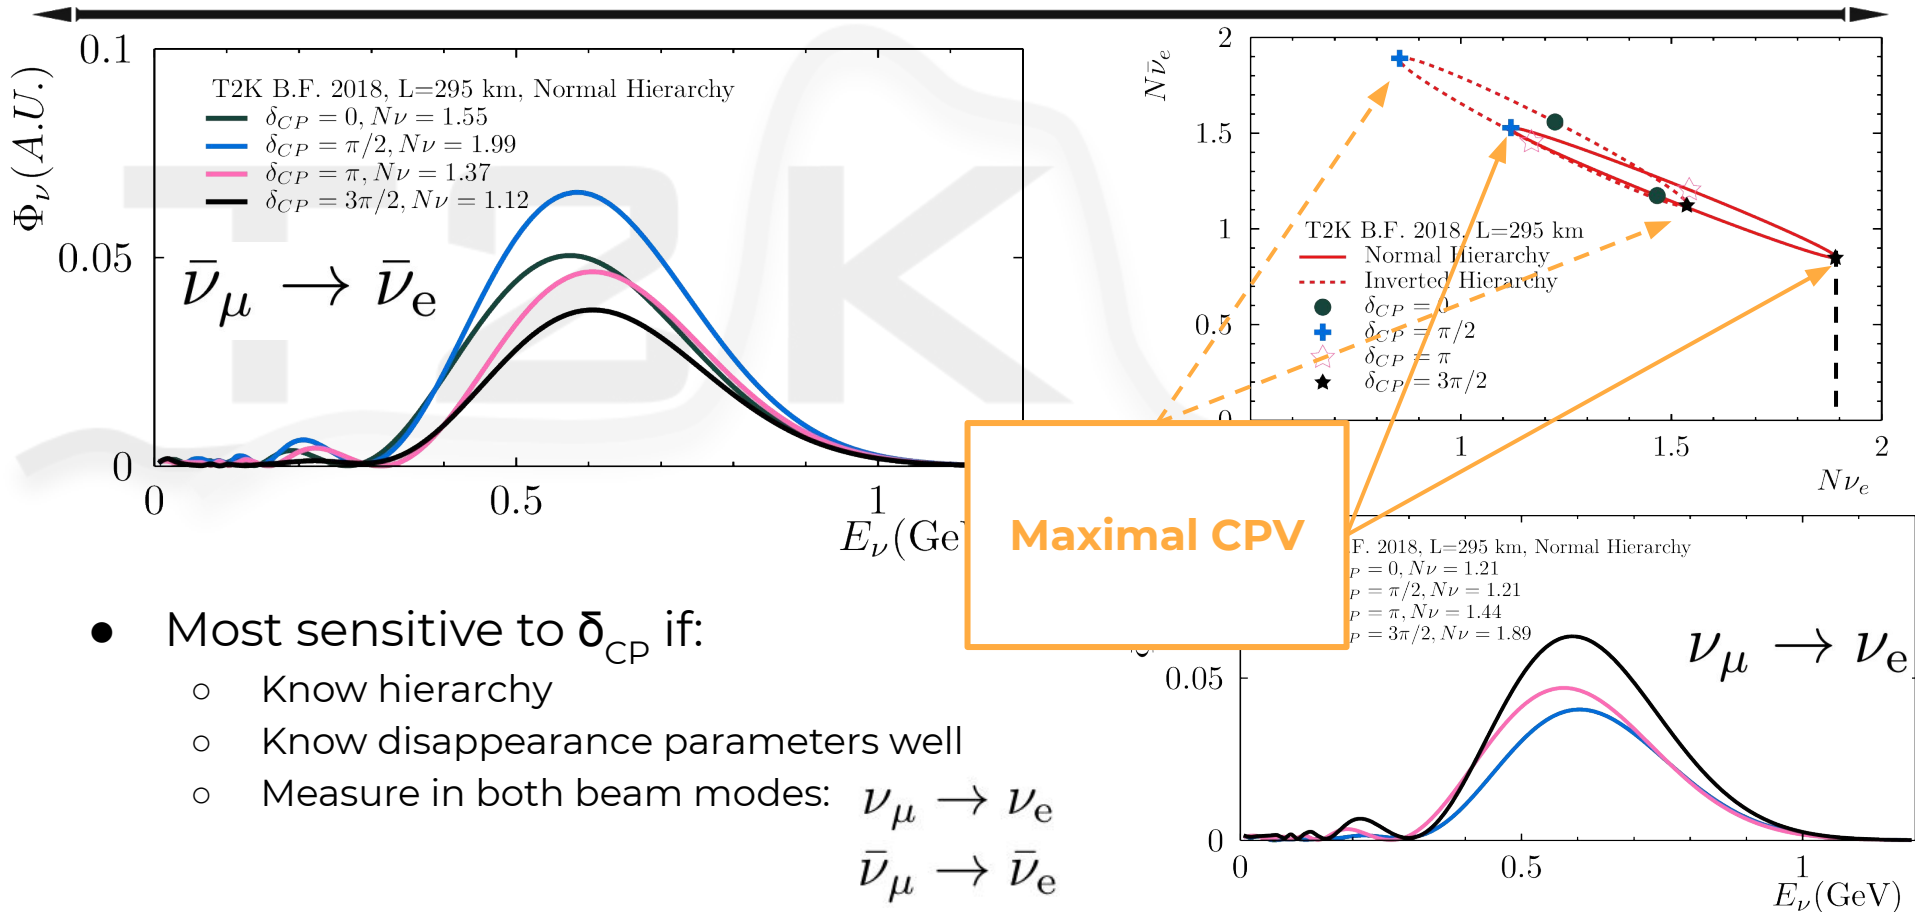 0.1
Φν(A.U.)
T2K B.F. 2018, L=295 km, Normal Hierarchy
δCP = 0, Nν = 1.55
δCP = π/2, Nν = 1.99
δCP = π, Nν = 1.37
δCP = 3π/2, Nν = 1.12
0.05
ν̄μ → ν̄e
T2K
0
0 0.5 1
Eν(Ge
2
Nν̄e
1.5
1
T2K B.F. 2018, L=295 km
Normal Hierarchy
Inverted Hierarchy
δCP = 0
0.5
δCP = π/2
δCP = π
δCP = 3π/2
1 1.5 2
Nνe
Maximal CPV
F. 2018, L=295 km, Normal Hierarchy
P = 0, Nν = 1.21
P = π/2, Nν = 1.21
P = π, Nν = 1.44
P = 3π/2, Nν = 1.89
νμ → νe
0.05
0
0 0.5 1
Eν(GeV)
● Most sensitive to δCP if:
○ Know hierarchy
○ Know disappearance parameters well
○ Measure in both beam modes: νμ → νe
ν̄μ → ν̄e